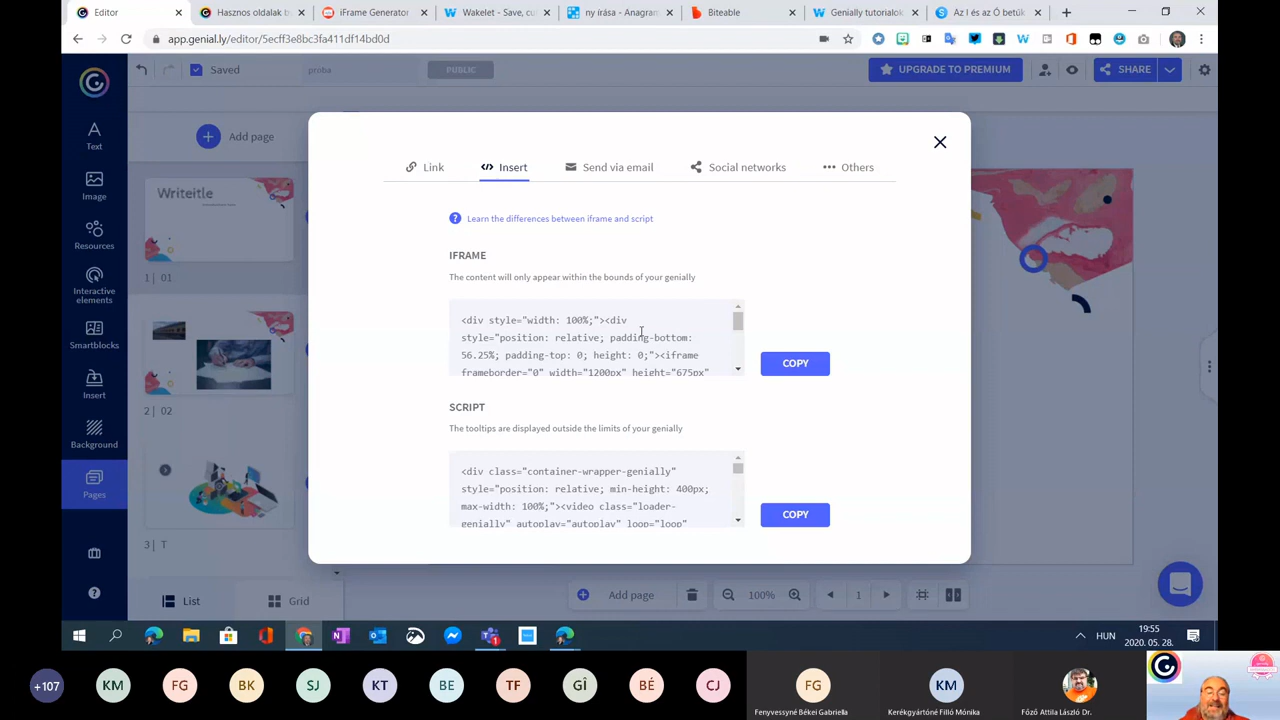 Editor
Hasznos oldalak b
iFrame Generator
Wakelet - Save, cu
ny írása - Anagram
Biteable
Genially tutorialok
Az I és az Ó betűk
app.genial.ly/editor/5ecff3e8bc3fa411df14bd0d
Saved
proba
PUBLIC
UPGRADE TO PREMIUM
SHARE
Text
Image
Resources
Interactive
elements
Smartblocks
Insert
Background
Pages
Add page
Writeitle
1 | 01
2 | 02
3 | T
List
Grid
Link
Insert
Send via email
Social networks
Others
Learn the differences between iframe and script
IFRAME
The content will only appear within the bounds of your genially
<div style="width: 100%;"><div
style="position: relative; padding-bottom:
56.25%; padding-top: 0; height: 0;"><iframe
frameborder="0" width="1200px" height="675px"
COPY
SCRIPT
The tooltips are displayed outside the limits of your genially
<div class="container-wrapper-genially"
style="position: relative; min-height: 400px;
max-width: 100%;"><video class="loader-
genially" autoplay="autoplay" loop="loop"
COPY
Add page
100%
1
HUN
19:55
2020. 05. 28.
+107
KM
FG
BK
SJ
KT
BE
TF
GÎ
BÉ
CJ
FG
Fenyvessyné Békei Gabriella
KM
Kerékgyártóné Filló Mónika
Főző Attila László Dr.